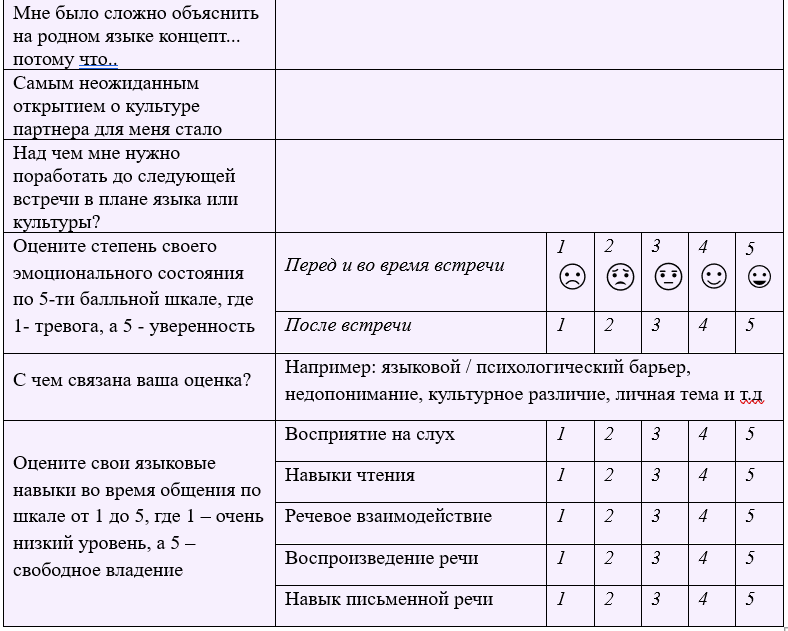 Мне было сложно объяснить
на родном языке концепт...
потому что..
Самым неожиданным
открытием о культуре
партнера для меня стало
Над чем мне нужно
поработать до следующей
встречи в плане языка или
культуры?
Оцените степень своего
эмоционального состояния
по 5-ти балльной шкале, где
1- тревога, а 5 - уверенность
Перед и во время встречи
1 2 3 4 5
После встречи 1 2 3 4 5
С чем связана ваша оценка?
Например: языковой / психологический барьер,
недопонимание, культурное различие, личная тема и т.д
Оцените свои языковые
навыки во время общения по
шкале от 1 до 5, где 1 – очень
низкий уровень, а 5 –
свободное владение
Восприятие на слух 1 2 3 4 5
Навыки чтения 1 2 3 4 5
Речевое взаимодействие 1 2 3 4 5
Воспроизведение речи 1 2 3 4 5
Навык письменной речи 1 2 3 4 5